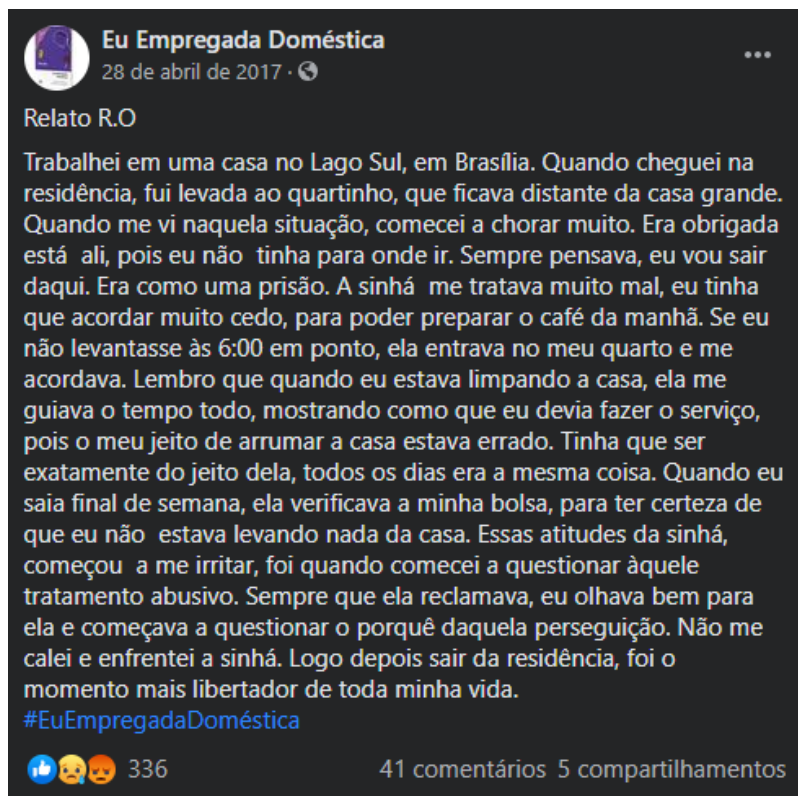 Eu Empregada Doméstica
28 de abril de 2017 ·
Relato R.O
Trabalhei em uma casa no Lago Sul, em Brasília. Quando cheguei na
residência, fui levada ao quartinho, que ficava distante da casa grande.
Quando me vi naquela situação, comecei a chorar muito. Era obrigada
está  ali, pois eu não  tinha para onde ir. Sempre pensava, eu vou sair
daqui. Era como uma prisão. A sinhá  me tratava muito mal, eu tinha
que acordar muito cedo, para poder preparar o café da manhã. Se eu
não levantasse às 6:00 em ponto, ela entrava no meu quarto e me
acordava. Lembro que quando eu estava limpando a casa, ela me
guiava o tempo todo, mostrando como que eu devia fazer o serviço,
pois o meu jeito de arrumar a casa estava errado. Tinha que ser
exatamente do jeito dela, todos os dias era a mesma coisa. Quando eu
saia final de semana, ela verificava a minha bolsa, para ter certeza de
que eu não  estava levando nada da casa. Essas atitudes da sinhá,
começou  a me irritar, foi quando comecei a questionar àquele
tratamento abusivo. Sempre que ela reclamava, eu olhava bem para
ela e começava a questionar o porquê daquela perseguição. Não me
calei e enfrentei a sinhá. Logo depois sair da residência, foi o
momento mais libertador de toda minha vida.
#EuEmpregadaDoméstica
336 41 comentários 5 compartilhamentos